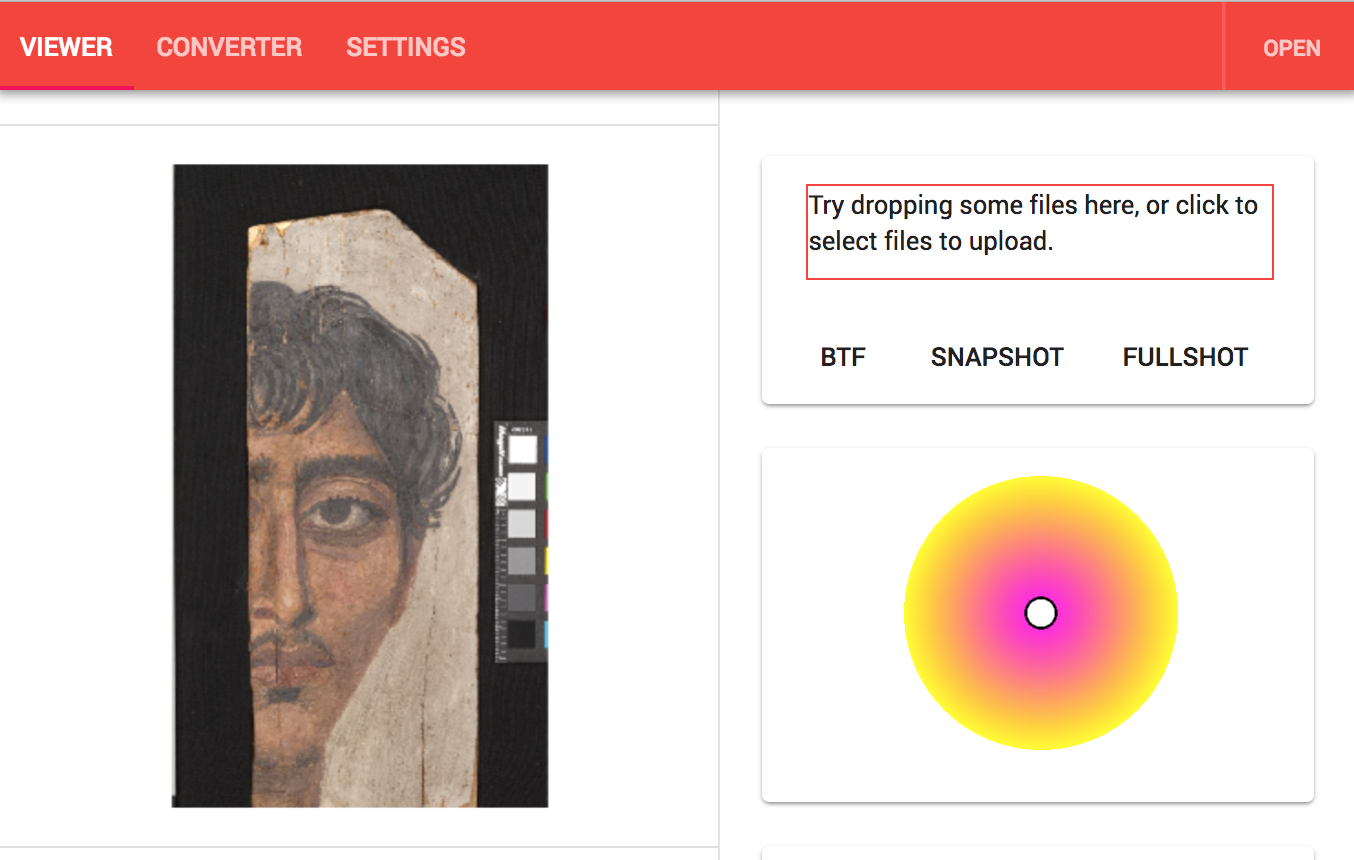 VIEWER CONVERTER SETTINGS OPEN
Try dropping some files here, or click to
select files to upload.
BTF SNAPSHOT FULLSHOT